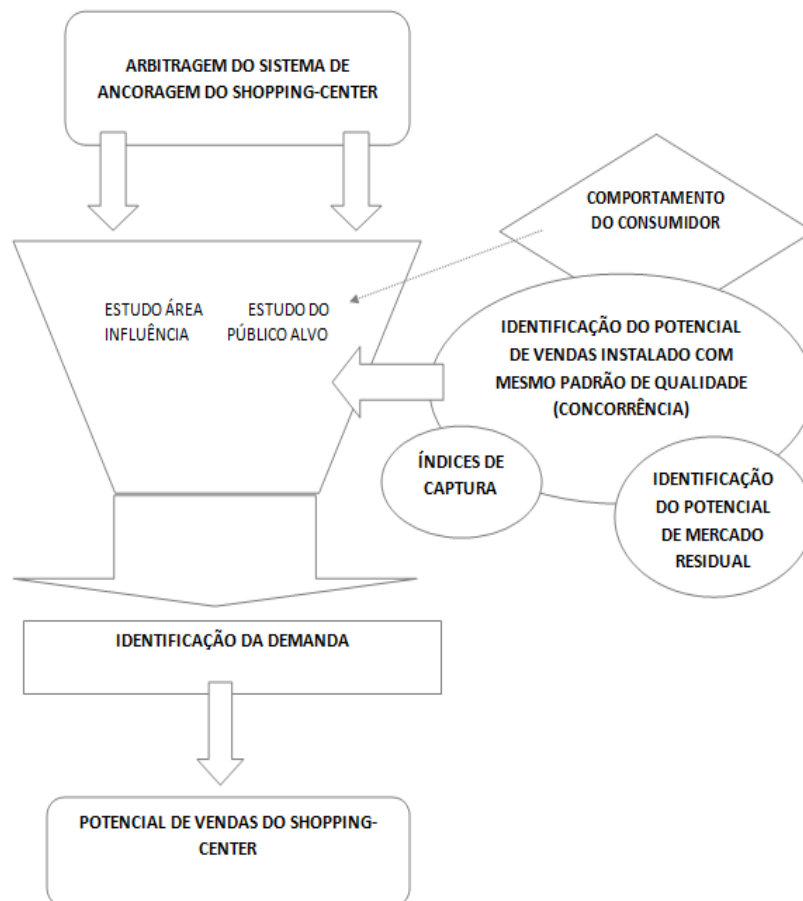 ARBITRAGEM DO SISTEMA DE
ANCORAGEM DO SHOPPING-CENTER
COMPORTAMENTO
DO CONSUMIDOR
ESTUDO ÁREA
INFLUÊNCIA
ESTUDO DO
PÚBLICO ALVO
IDENTIFICAÇÃO DO POTENCIAL
DE VENDAS INSTALADO COM
MESMO PADRÃO DE QUALIDADE
(CONCORRÊNCIA)
ÍNDICES DE
CAPTURA
IDENTIFICAÇÃO
DO POTENCIAL
DE MERCADO
RESIDUAL
IDENTIFICAÇÃO DA DEMANDA
POTENCIAL DE VENDAS DO SHOPPING-
CENTER